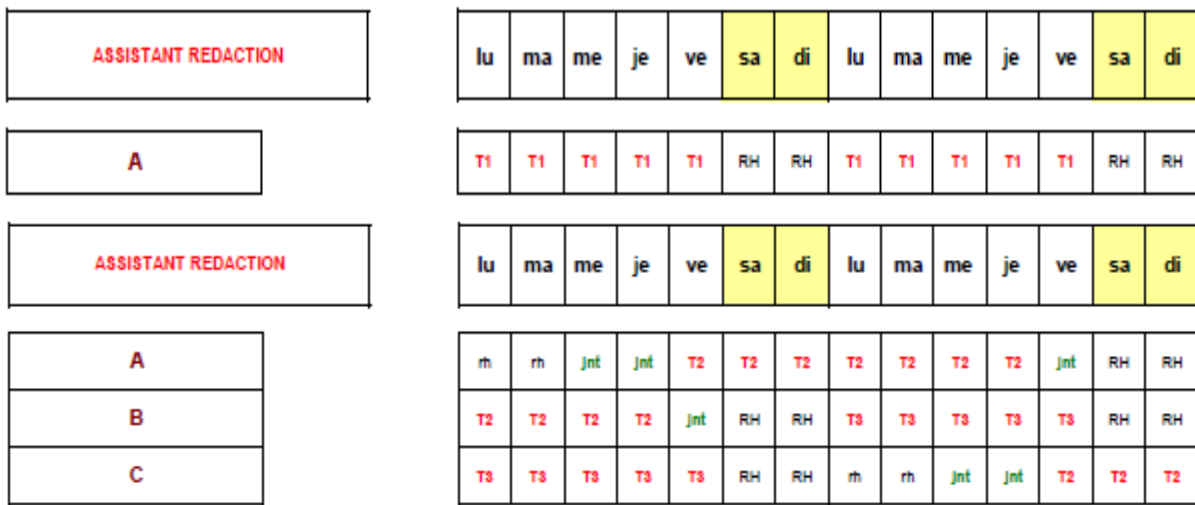 ASSISTANT REDACTION lu ma me je ve sa di lu ma me je ve sa di
A T1 T1 T1 T1 T1 RH RH T1 T1 T1 T1 T1 RH RH
ASSISTANT REDACTION lu ma me je ve sa di lu ma me je ve sa di
A rh rh Jnt Jnt T2 T2 T2 T2 T2 T2 T2 Jnt RH RH
B T2 T2 T2 T2 Jnt RH RH T3 T3 T3 T3 T3 RH RH
C T3 T3 T3 T3 T3 RH RH rh rh Jnt Jnt T2 T2 T2